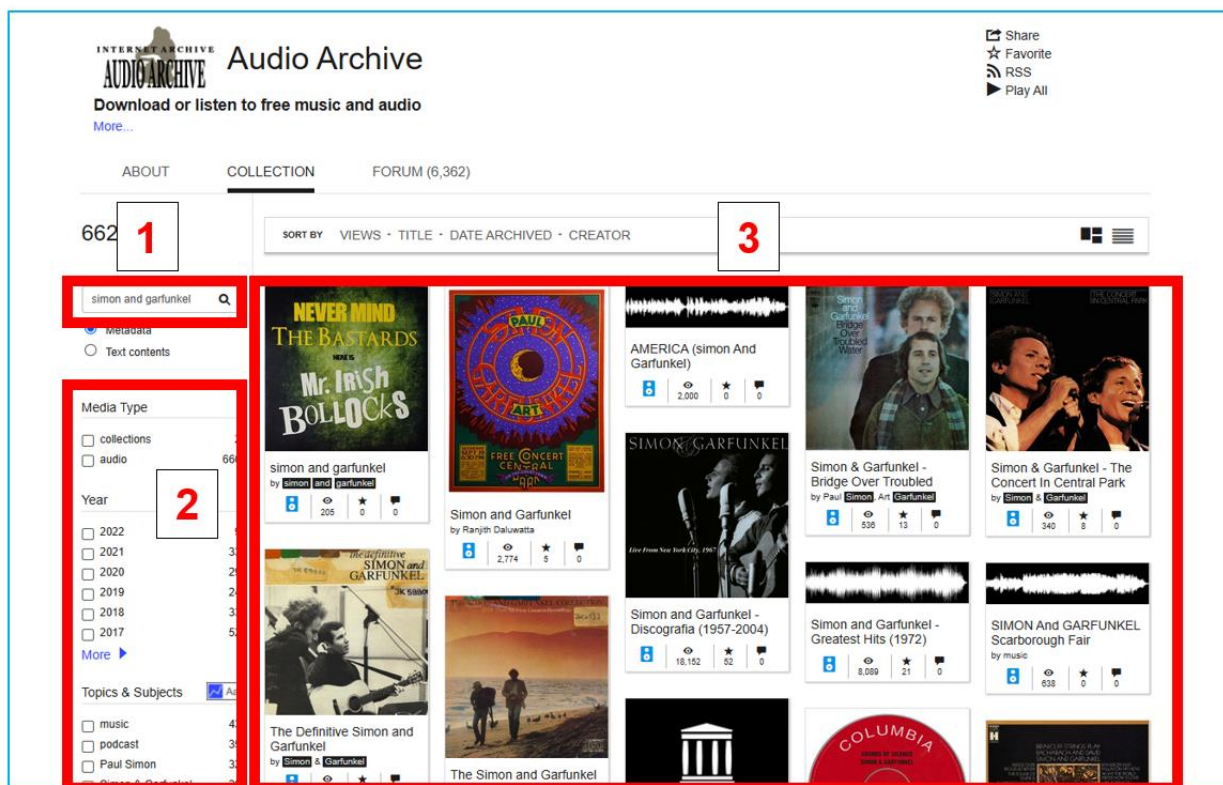 INTERNET ARCHIVE
AUDIO ARCHIVE
Audio Archive
Download or listen to free music and audio
More...
Share
Favorite
RSS
Play All
ABOUT COLLECTION FORUM (6,362)
662
1
SORT BY VIEWS · TITLE · DATE ARCHIVED · CREATOR
3
simon and garfunkel
Metadata
Text contents
Media Type
collections
audio
2
Year
2022
2021
2020
2019
2018
2017
More
Topics & Subjects
music
podcast
Paul Simon
Simon & Garfunkel
NEVER MIND
THE BASTARDS
HERE IS
Mr. IRiSh
BOLLOCkS
simon and garfunkel
by simon and garfunkel
205 0 0
the definitive
SIMON and
GARFUNKEL
The Definitive Simon and
Garfunkel
by Simon & Garfunkel
PAUL
SIMON
GARFUNKEL
ART
FREE CONCERT
CENTRAL
PARK
Simon and Garfunkel
by Ranjith Daluwatta
2,774 5 0
The Simon and Garfunkel
AMERICA (simon And
Garfunkel)
2,000 0 0
SIMON & GARFUNKEL
Live From New York City, 1967
Simon and Garfunkel -
Discografia (1957-2004)
18,152 52 0
Simon
and
Garfunkel
Bridge
Over
Troubled
Water
Simon & Garfunkel -
Bridge Over Troubled
by Paul Simon, Art Garfunkel
536 13 0
Simon and Garfunkel -
Greatest Hits (1972)
8,089 21 0
COLUMBIA
SOUNDS OF SILENCE
SIMON & GARFUNKEL
SIMON AND
GARFUNKEL
THE CONCERT
IN CENTRAL PARK
Simon & Garfunkel - The
Concert In Central Park
by Simon & Garfunkel
340 8 0
SIMON And GARFUNKEL
Scarborough Fair
by music
638 0 0